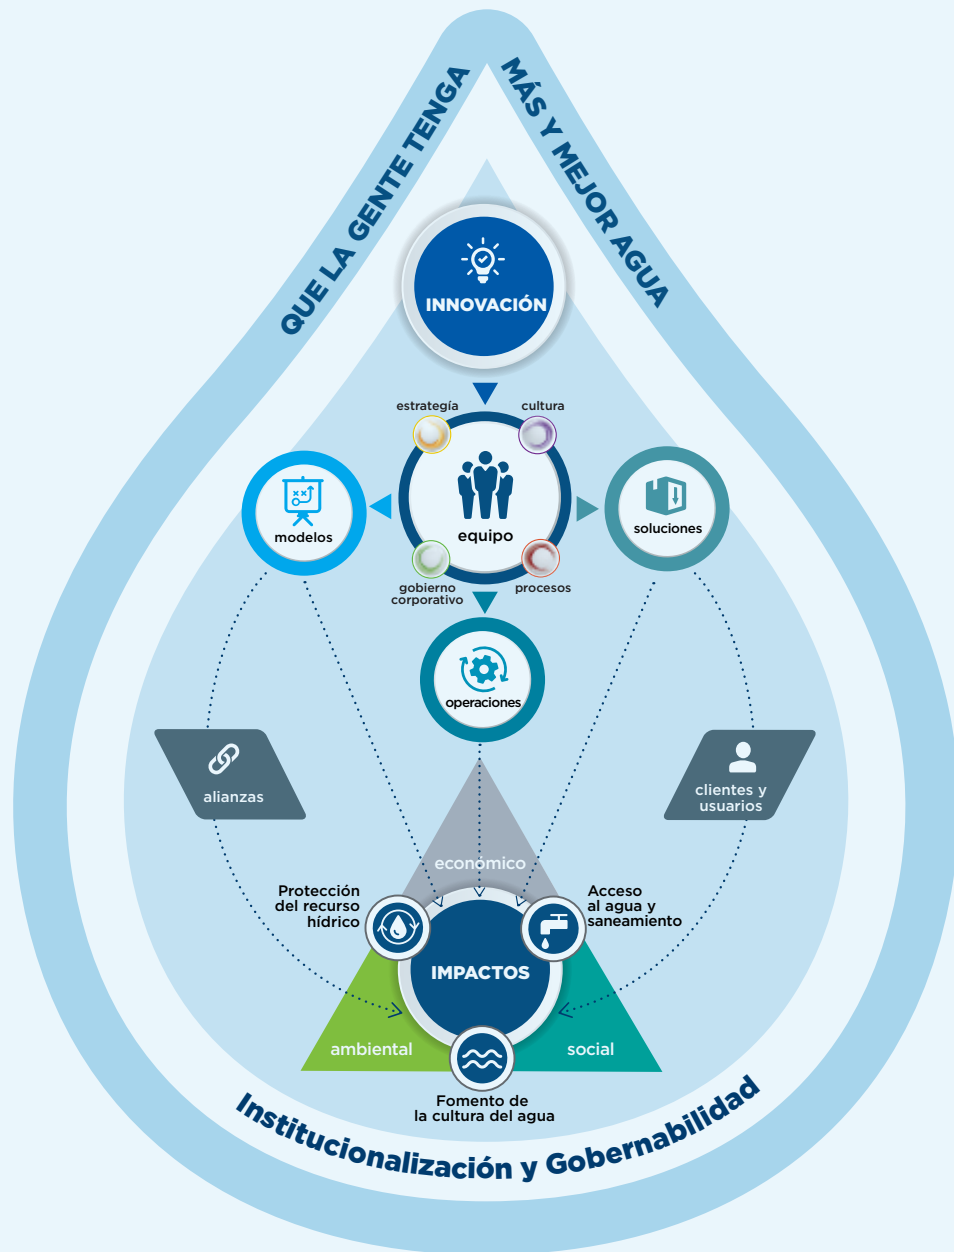 QUE LA GENTE TENGA
MÁS Y MEJOR AGUA
INNOVACIÓN
estrategía
cultura
modelos
equipo
soluciones
gobierno
corporativo
procesos
operaciones
alianzas
clientes y
usuarios
económico
Protección
del recurso
hídrico
Acceso
al agua y
saneamiento
IMPACTOS
ambiental
social
Fomento de
la cultura del agua
Institucionalización y Gobernabilidad